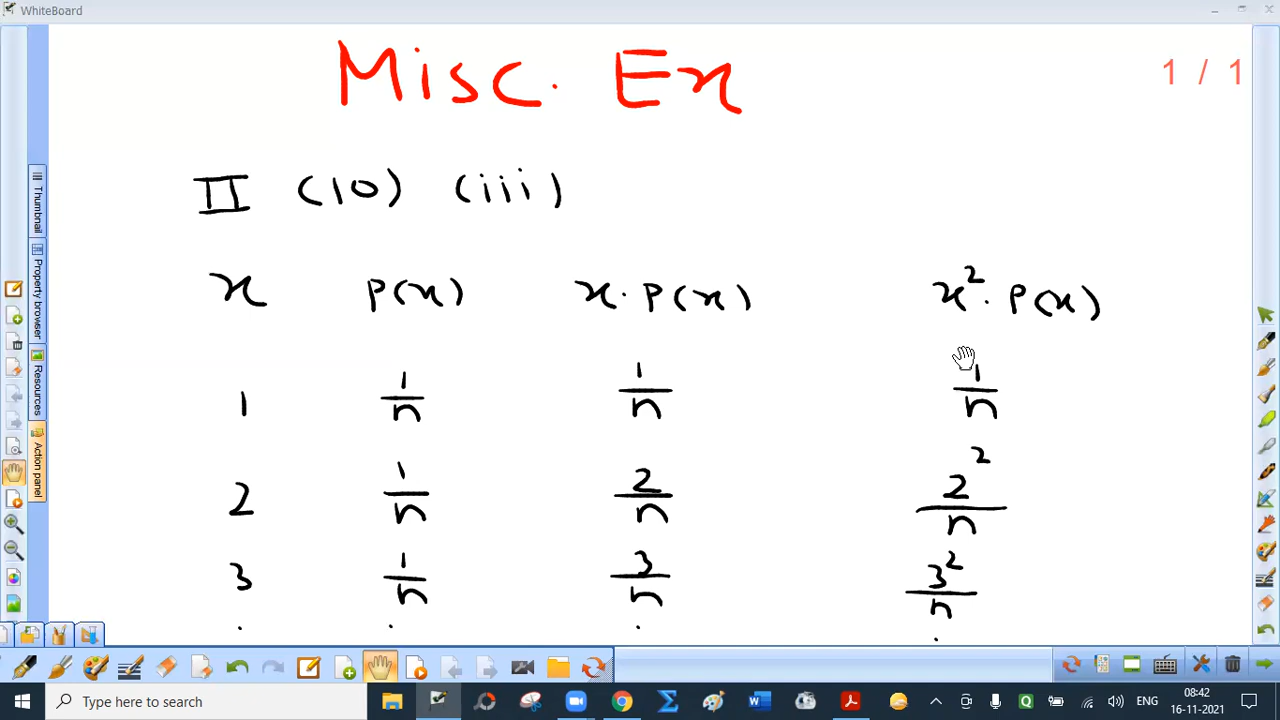 WhiteBoard
Misc. Ex
1 / 1
II (10) (iii)
x P(x) x . P(x) x² . P(x)
1 1/n 1/n 1/n
2 1/n 2/n 2²/n
3 1/n 3/n 3²/n
. . . .
Thumbnail
Property browser
Resources
Action panel
Type here to search
ENG
08:42
16-11-2021